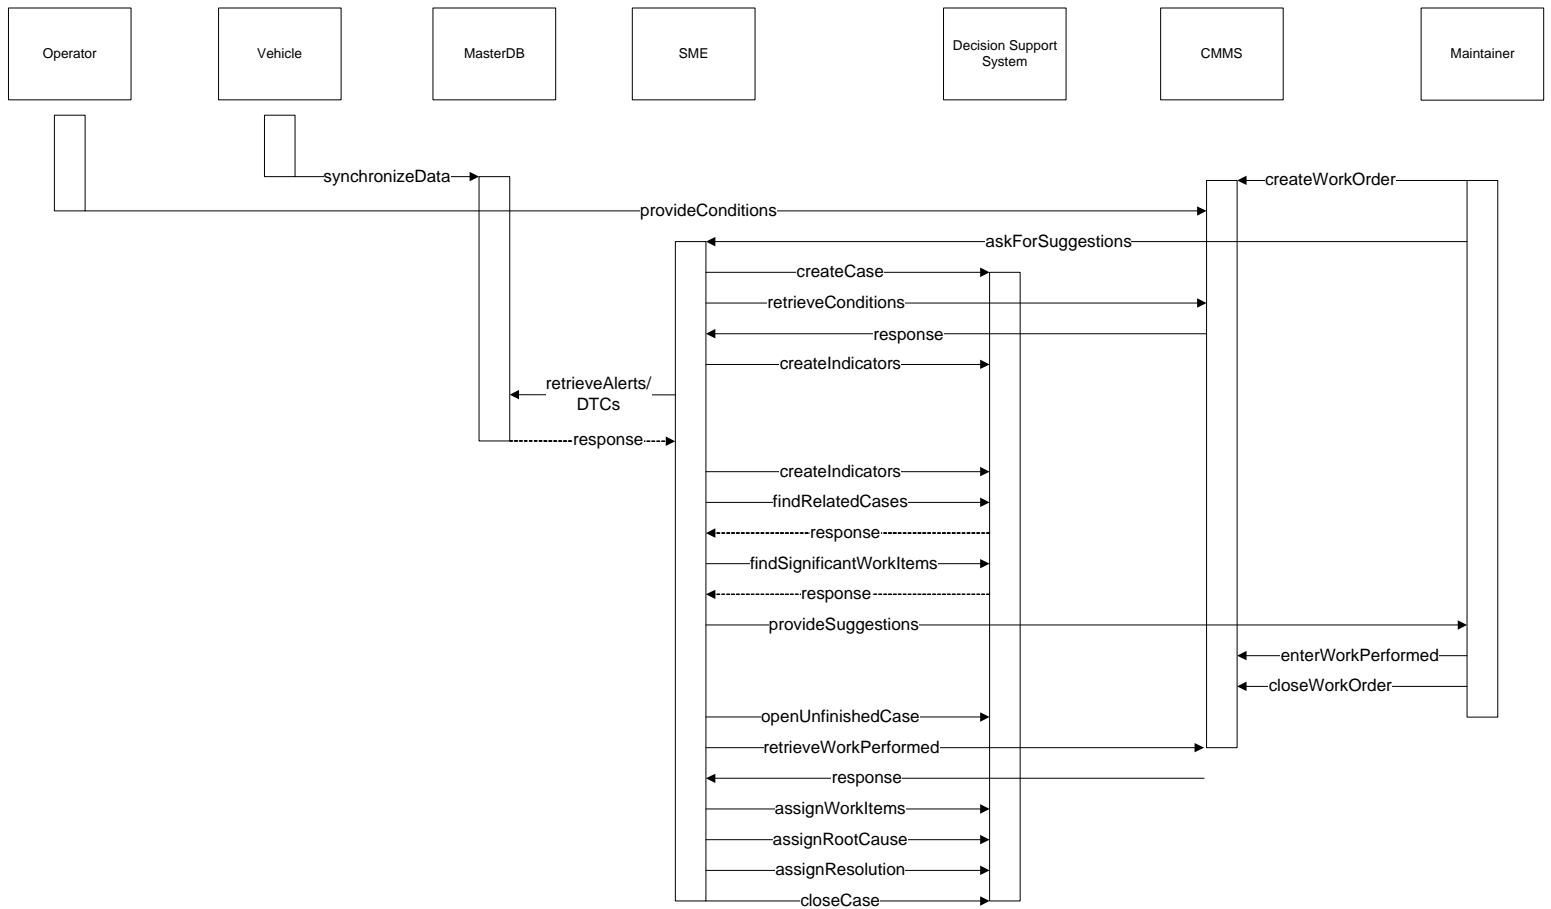 Operator
Vehicle
MasterDB
SME
Decision Support
System
CMMS
Maintainer
synchronizeData
createWorkOrder
provideConditions
askForSuggestions
createCase
retrieveConditions
response
createIndicators
retrieveAlerts/
DTCs
response
createIndicators
findRelatedCases
response
findSignificantWorkItems
response
provideSuggestions
enterWorkPerformed
closeWorkOrder
openUnfinishedCase
retrieveWorkPerformed
response
assignWorkItems
assignRootCause
assignResolution
closeCase